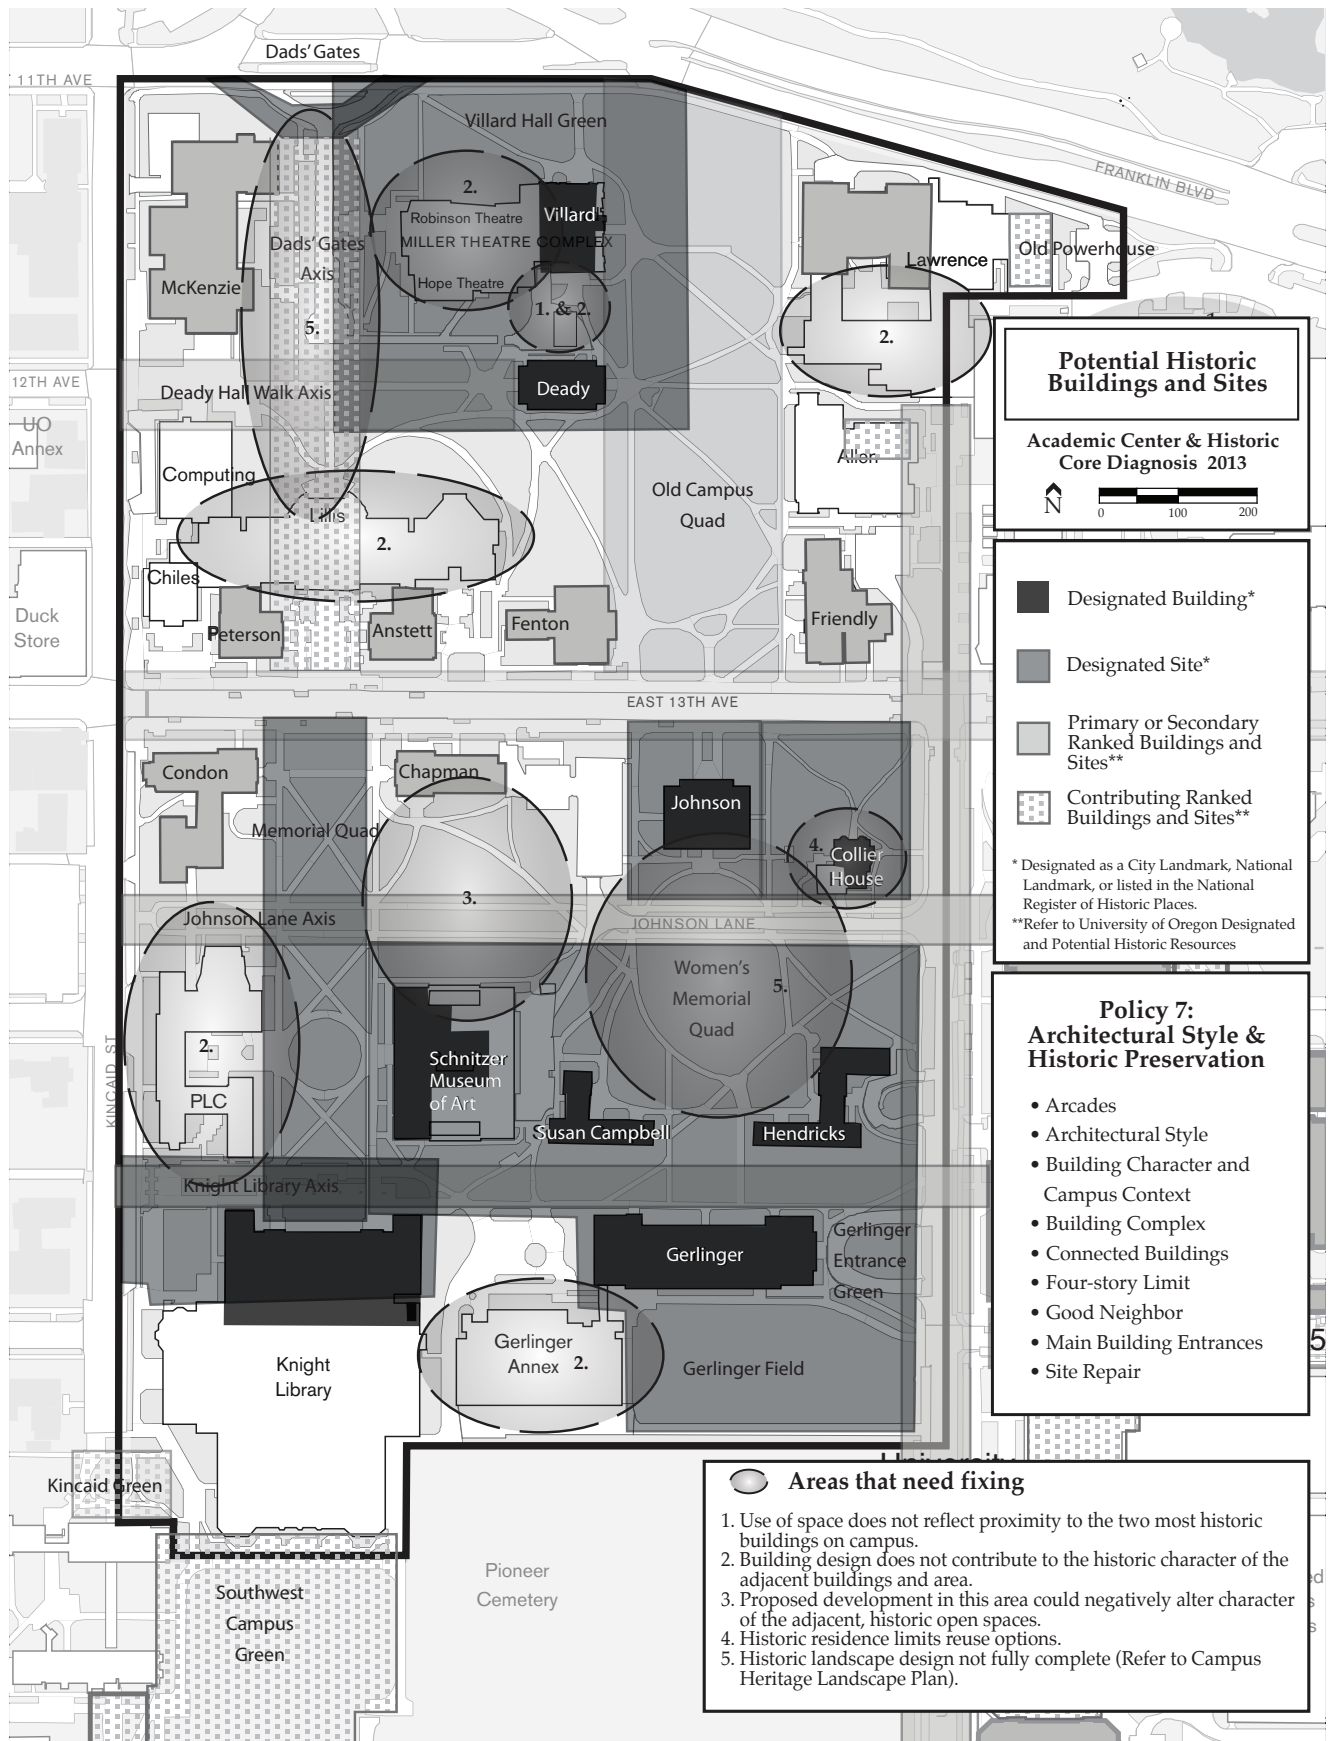 Dads' Gates
11TH AVE
Villard Hall Green
FRANKLIN BLVD
2.
Robinson Theatre
Villard
MILLER THEATRE COMPLEX
Hope Theatre
Dads' Gates
Axis
McKenzie
5.
1. & 2.
Lawrence
Old Powerhouse
2.
12TH AVE
Deady Hall Walk Axis
Deady
UO
Annex
Computing
Allen
Old Campus
Quad
Lillis
2.
Chiles
Duck
Store
Peterson
Anstett
Fenton
Friendly
EAST 13TH AVE
Condon
Chapman
Johnson
Memorial Quad
4.
Collier
House
3.
Johnson Lane Axis
JOHNSON LANE
Women's
Memorial
Quad
5.
KINCAID ST
2.
PLC
Schnitzer
Museum
of Art
Susan Campbell
Hendricks
Knight Library Axis
Gerlinger
Gerlinger
Entrance
Green
Gerlinger
Annex
2.
Gerlinger Field
Knight
Library
Kincaid Green
Southwest
Campus
Green
Pioneer
Cemetery
Potential Historic
Buildings and Sites
Academic Center & Historic
Core Diagnosis 2013
N
0 100 200
Designated Building*
Designated Site*
Primary or Secondary
Ranked Buildings and
Sites**
Contributing Ranked
Buildings and Sites**
* Designated as a City Landmark, National
Landmark, or listed in the National
Register of Historic Places.
**Refer to University of Oregon Designated
and Potential Historic Resources
Policy 7:
Architectural Style &
Historic Preservation
• Arcades
• Architectural Style
• Building Character and
Campus Context
• Building Complex
• Connected Buildings
• Four-story Limit
• Good Neighbor
• Main Building Entrances
• Site Repair
5
Areas that need fixing
1. Use of space does not reflect proximity to the two most historic
buildings on campus.
2. Building design does not contribute to the historic character of the
adjacent buildings and area.
3. Proposed development in this area could negatively alter character
of the adjacent, historic open spaces.
4. Historic residence limits reuse options.
5. Historic landscape design not fully complete (Refer to Campus
Heritage Landscape Plan).